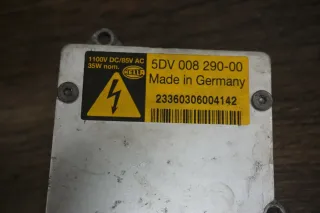 1100V DC/85V AC
35W nom.
HELLA
5DV 008 290-00
Made in Germany
23360306004142